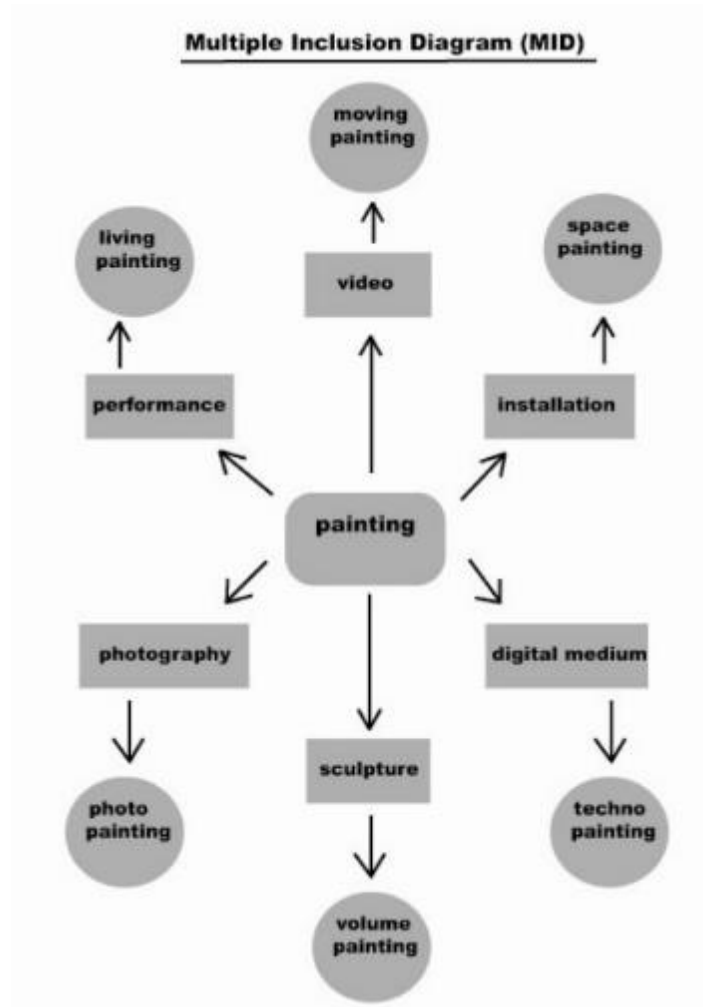 Multiple Inclusion Diagram (MID)
moving
painting
living
painting
space
painting
video
performance
installation
painting
photography
digital medium
sculpture
photo
painting
techno
painting
volume
painting